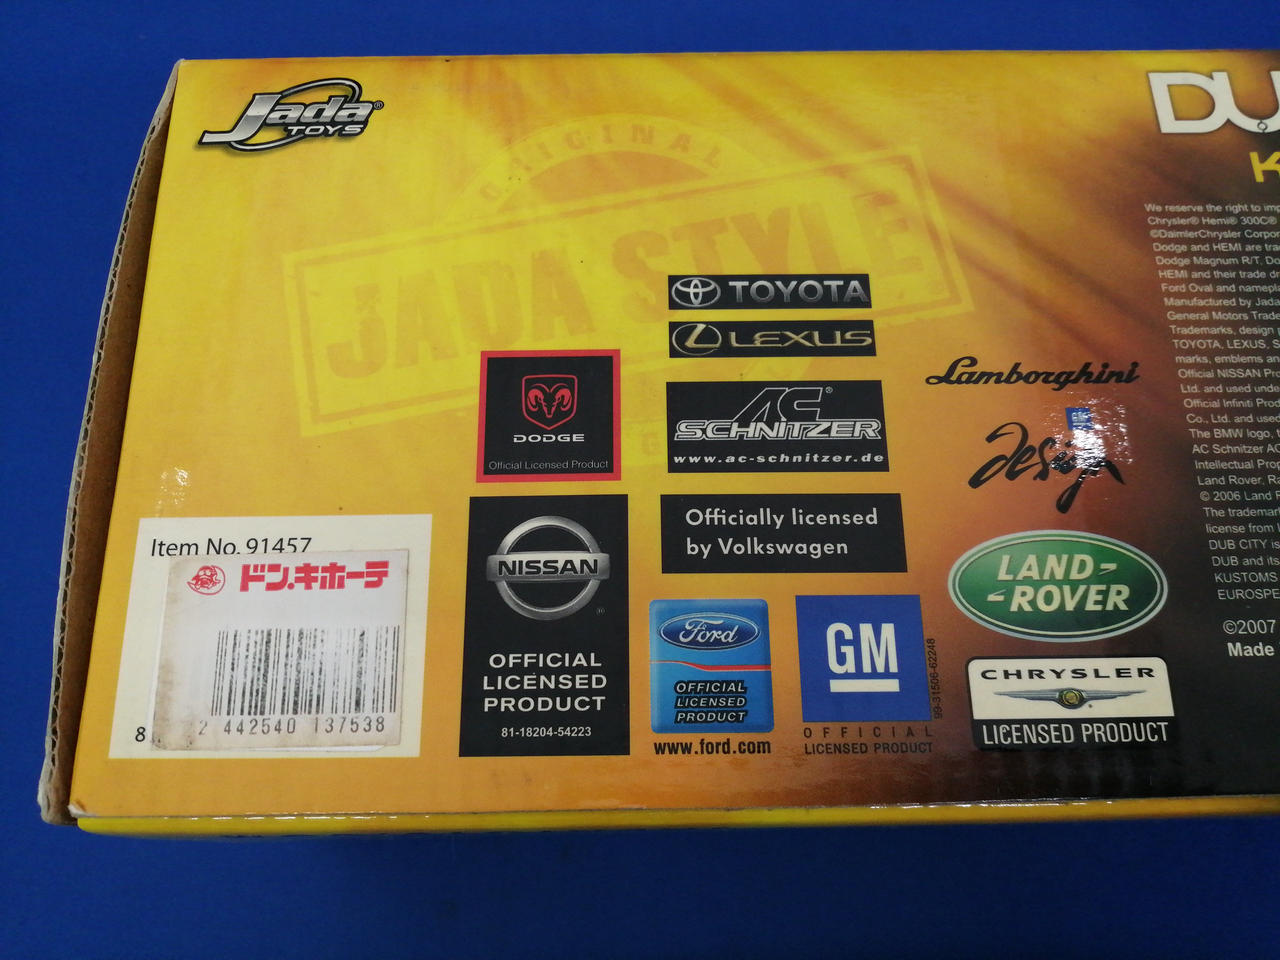 Jada®
TOYS
ORIGINAL
JADA STYLE
DU
K
TOYOTA
LEXUS
DODGE
Official Licensed Product
AC®
SCHNITZER
www.ac-schnitzer.de
Lamborghini
GM
design
NISSAN
OFFICIAL
LICENSED
PRODUCT
81-18204-54223
Officially licensed
by Volkswagen
Ford
OFFICIAL
LICENSED
PRODUCT
www.ford.com
GM
OFFICIAL
LICENSED PRODUCT
99-31506-62248
LAND-
-ROVER
CHRYSLER
LICENSED PRODUCT
Item No. 91457
ドン.キホーテ
8
2 442540 137538
We reserve the right to imp
Chrysler® Hemi® 300C®
©DaimlerChrysler Corpor
Dodge and HEMI are tra
Dodge Magnum R/T, Do
HEMI and their trade dr
Ford Oval and namepla
Manufactured by Jada
General Motors Trade
Trademarks, design p
TOYOTA, LEXUS, S
marks, emblems an
Official NISSAN Pro
Ltd. and used unde
Official Infiniti Prod
Co., Ltd. and used
The BMW logo, t
AC Schnitzer AC
Intellectual Prop
Land Rover, Ra
© 2006 Land R
The trademar
license from
DUB CITY is
DUB and its
KUSTOMS
EUROSPE
©2007
Made